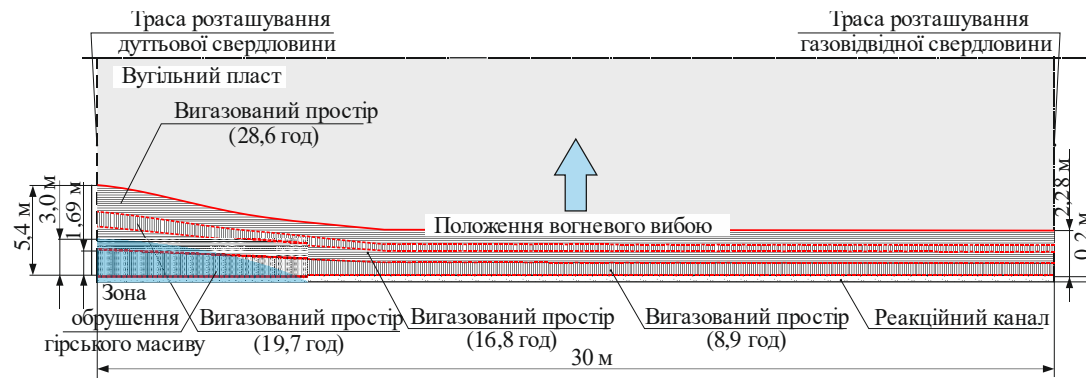 Траса розташування
дуттьової свердловини
Траса розташування
газовідвідної свердловини
Вугільний пласт
Вигазований простір
(28,6 год)
5,4 м
3,0 м
1,69 м
Положення вогневого вибою
2,28 м
0,2 м
Зона
обрушення
гірського масиву
Вигазований простір
(19,7 год)
Вигазований простір
(16,8 год)
Вигазований простір
(8,9 год)
Реакційний канал
30 м